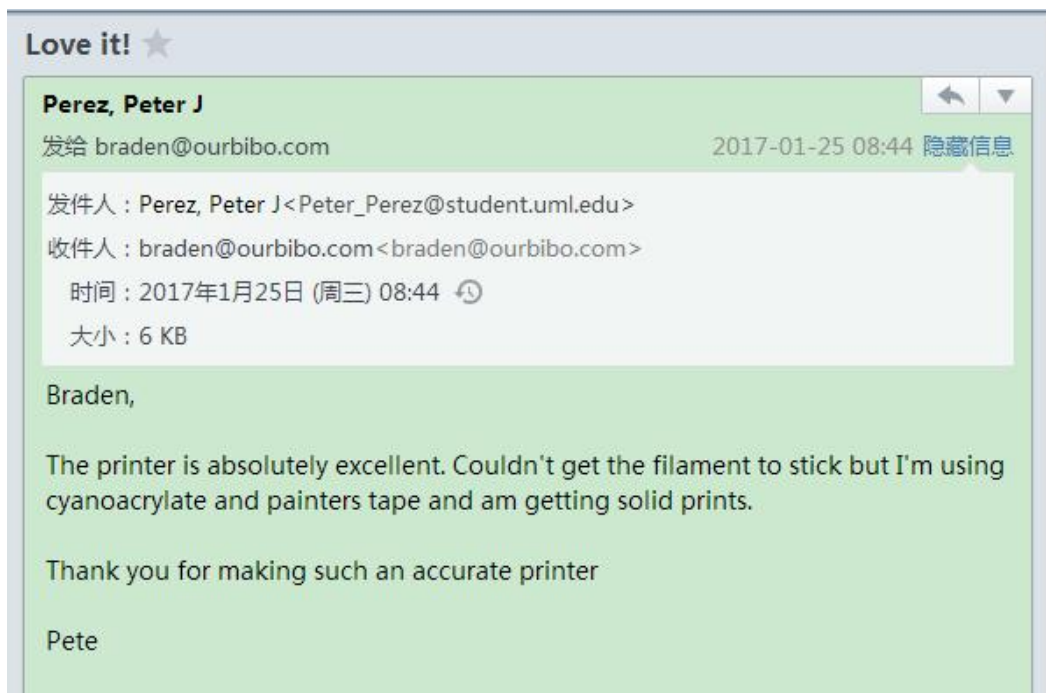 Love it!
Perez, Peter J
发给 braden@ourbibo.com 2017-01-25 08:44 隐藏信息
发件人：Perez, Peter J<Peter_Perez@student.uml.edu>
收件人：braden@ourbibo.com<braden@ourbibo.com>
时间：2017年1月25日 (周三) 08:44
大小：6 KB
Braden,
The printer is absolutely excellent. Couldn't get the filament to stick but I'm using
cyanoacrylate and painters tape and am getting solid prints.
Thank you for making such an accurate printer
Pete